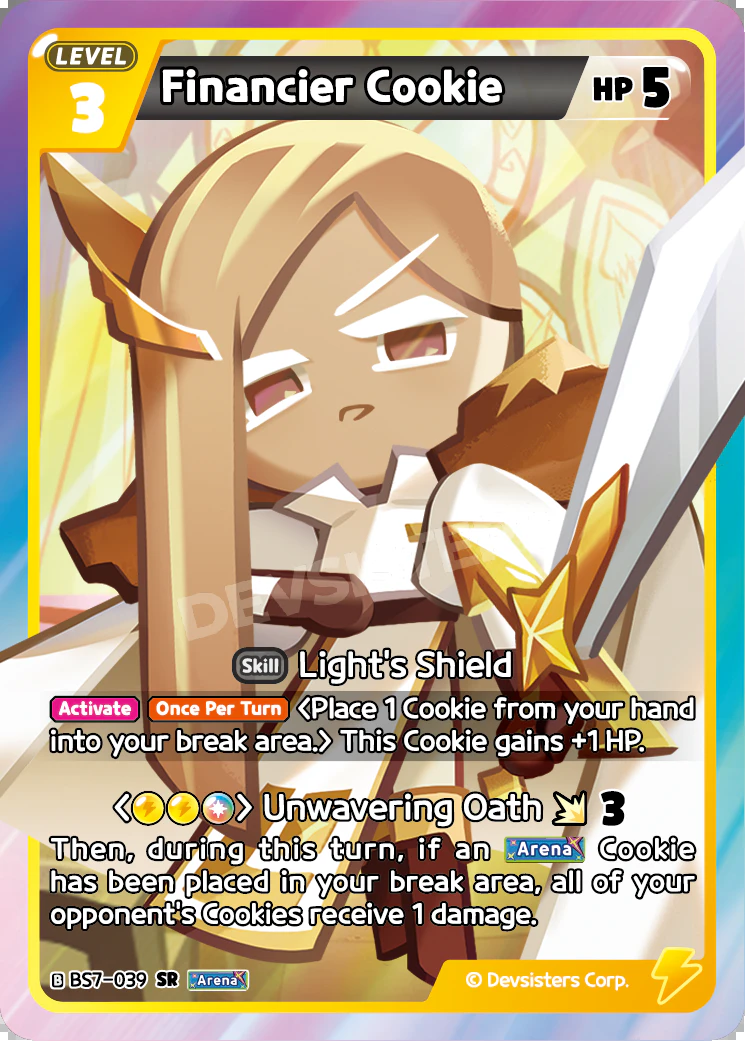 LEVEL
3
Financier Cookie
HP 5
DEVSISTE
Skill Light's Shield
Activate Once Per Turn 〈Place 1 Cookie from your hand
into your break area.〉 This Cookie gains +1 HP.
〈〉 Unwavering Oath 3
Then, during this turn, if an Arena Cookie
has been placed in your break area, all of your
opponent's Cookies receive 1 damage.
B BS7-039 SR Arena
© Devsisters Corp.